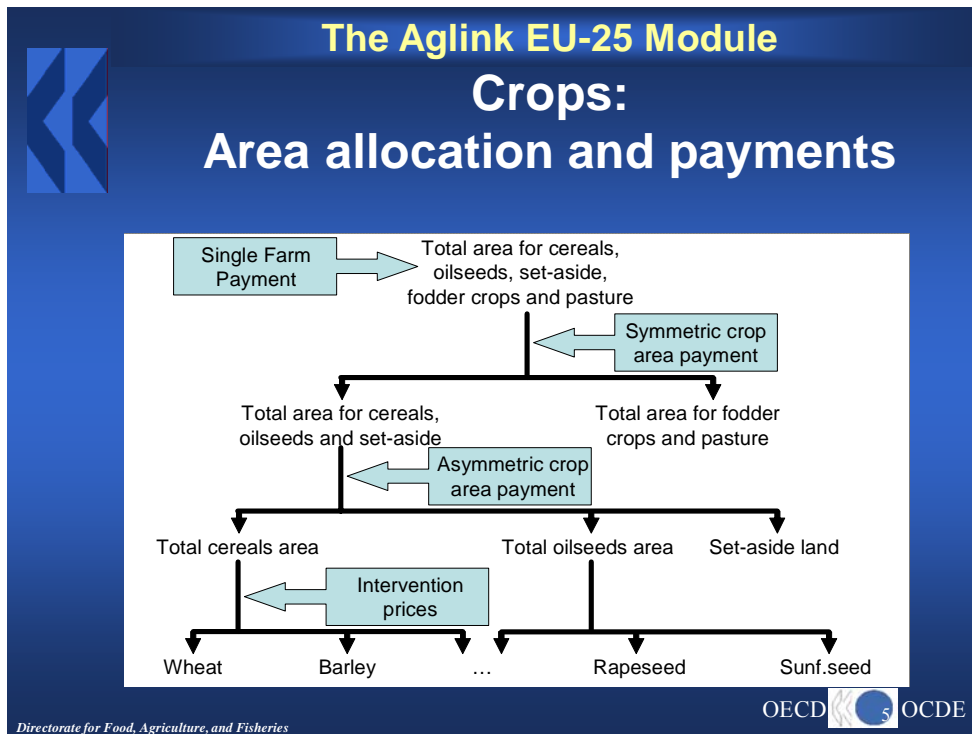 The Aglink EU-25 Module
Crops:
Area allocation and payments
Single Farm
Payment
Total area for cereals,
oilseeds, set-aside,
fodder crops and pasture
Symmetric crop
area payment
Total area for cereals,
oilseeds and set-aside
Total area for fodder
crops and pasture
Asymmetric crop
area payment
Total cereals area
Total oilseeds area
Set-aside land
Intervention
prices
Wheat
Barley
...
Rapeseed
Sunf.seed
Directorate for Food, Agriculture, and Fisheries
OECD 5 OCDE